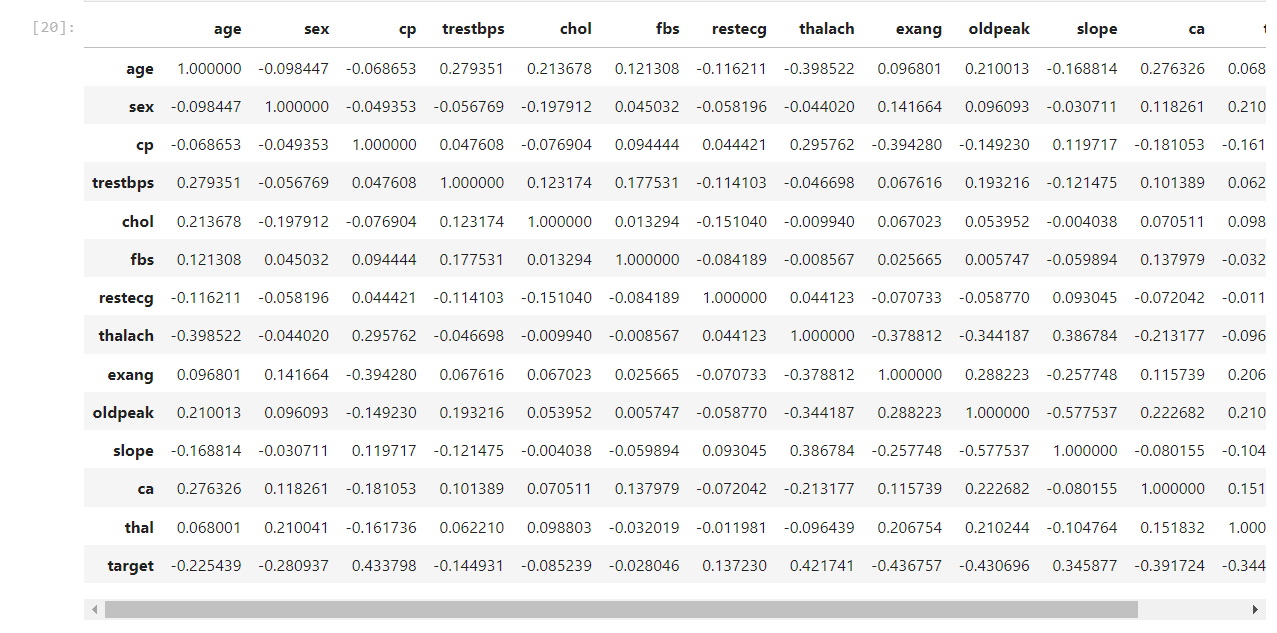 [20]:
age sex cp trestbps chol fbs restecg thalach exang oldpeak slope ca
age 1.000000 -0.098447 -0.068653 0.279351 0.213678 0.121308 -0.116211 -0.398522 0.096801 0.210013 -0.168814 0.276326 0.068
sex -0.098447 1.000000 -0.049353 -0.056769 -0.197912 0.045032 -0.058196 -0.044020 0.141664 0.096093 -0.030711 0.118261 0.210
cp -0.068653 -0.049353 1.000000 0.047608 -0.076904 0.094444 0.044421 0.295762 -0.394280 -0.149230 0.119717 -0.181053 -0.161
trestbps 0.279351 -0.056769 0.047608 1.000000 0.123174 0.177531 -0.114103 -0.046698 0.067616 0.193216 -0.121475 0.101389 0.062
chol 0.213678 -0.197912 -0.076904 0.123174 1.000000 0.013294 -0.151040 -0.009940 0.067023 0.053952 -0.004038 0.070511 0.098
fbs 0.121308 0.045032 0.094444 0.177531 0.013294 1.000000 -0.084189 -0.008567 0.025665 0.005747 -0.059894 0.137979 -0.032
restecg -0.116211 -0.058196 0.044421 -0.114103 -0.151040 -0.084189 1.000000 0.044123 -0.070733 -0.058770 0.093045 -0.072042 -0.011
thalach -0.398522 -0.044020 0.295762 -0.046698 -0.009940 -0.008567 0.044123 1.000000 -0.378812 -0.344187 0.386784 -0.213177 -0.096
exang 0.096801 0.141664 -0.394280 0.067616 0.067023 0.025665 -0.070733 -0.378812 1.000000 0.288223 -0.257748 0.115739 0.206
oldpeak 0.210013 0.096093 -0.149230 0.193216 0.053952 0.005747 -0.058770 -0.344187 0.288223 1.000000 -0.577537 0.222682 0.210
slope -0.168814 -0.030711 0.119717 -0.121475 -0.004038 -0.059894 0.093045 0.386784 -0.257748 -0.577537 1.000000 -0.080155 -0.104
ca 0.276326 0.118261 -0.181053 0.101389 0.070511 0.137979 -0.072042 -0.213177 0.115739 0.222682 -0.080155 1.000000 0.151
thal 0.068001 0.210041 -0.161736 0.062210 0.098803 -0.032019 -0.011981 -0.096439 0.206754 0.210244 -0.104764 0.151832 1.000
target -0.225439 -0.280937 0.433798 -0.144931 -0.085239 -0.028046 0.137230 0.421741 -0.436757 -0.430696 0.345877 -0.391724 -0.344